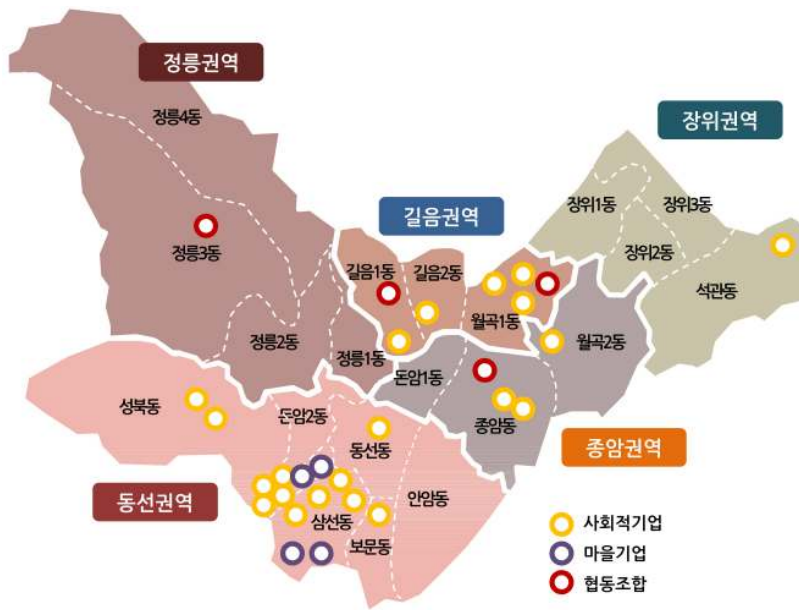 정릉권역
정릉4동
장위권역
장위1동
장위3동
길음권역
장위2동
정릉3동
길음1동
길음2동
석관동
월곡1동
정릉2동
정릉1동
월곡2동
돈암1동
성북동
돈암2동
동선동
종암동
종암권역
동선권역
안암동
삼선동
보문동
사회적기업
마을기업
협동조합